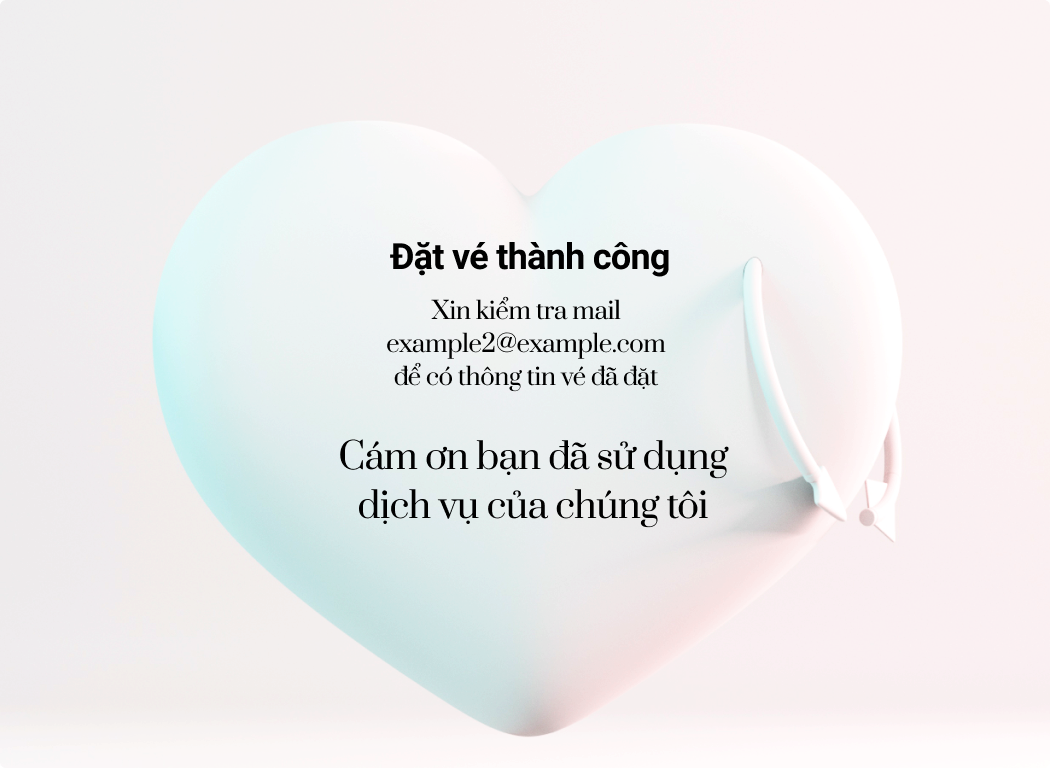 Đặt vé thành công
Xin kiểm tra mail
example2@example.com
để có thông tin vé đã đặt
Cám ơn bạn đã sử dụng
dịch vụ của chúng tôi